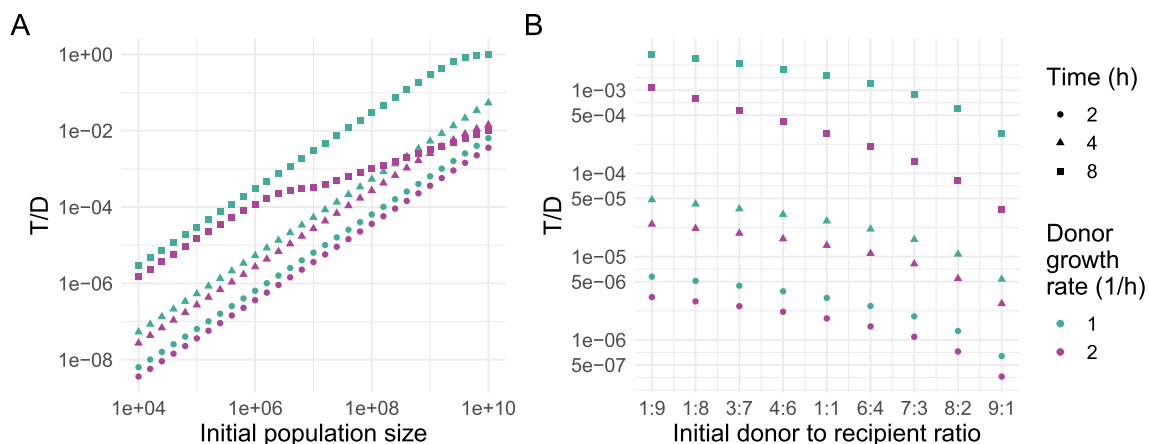 A
T/D
1e+00
1e−02
1e−04
1e−06
1e−08
1e+04
1e+06
1e+08
1e+10
Initial population size
B
T/D
1e−03
5e−04
1e−04
5e−05
1e−05
5e−06
1e−06
5e−07
1:9
1:8
3:7
4:6
1:1
6:4
7:3
8:2
9:1
Initial donor to recipient ratio
Time (h)
2
4
8
Donor
growth
rate (1/h)
1
2